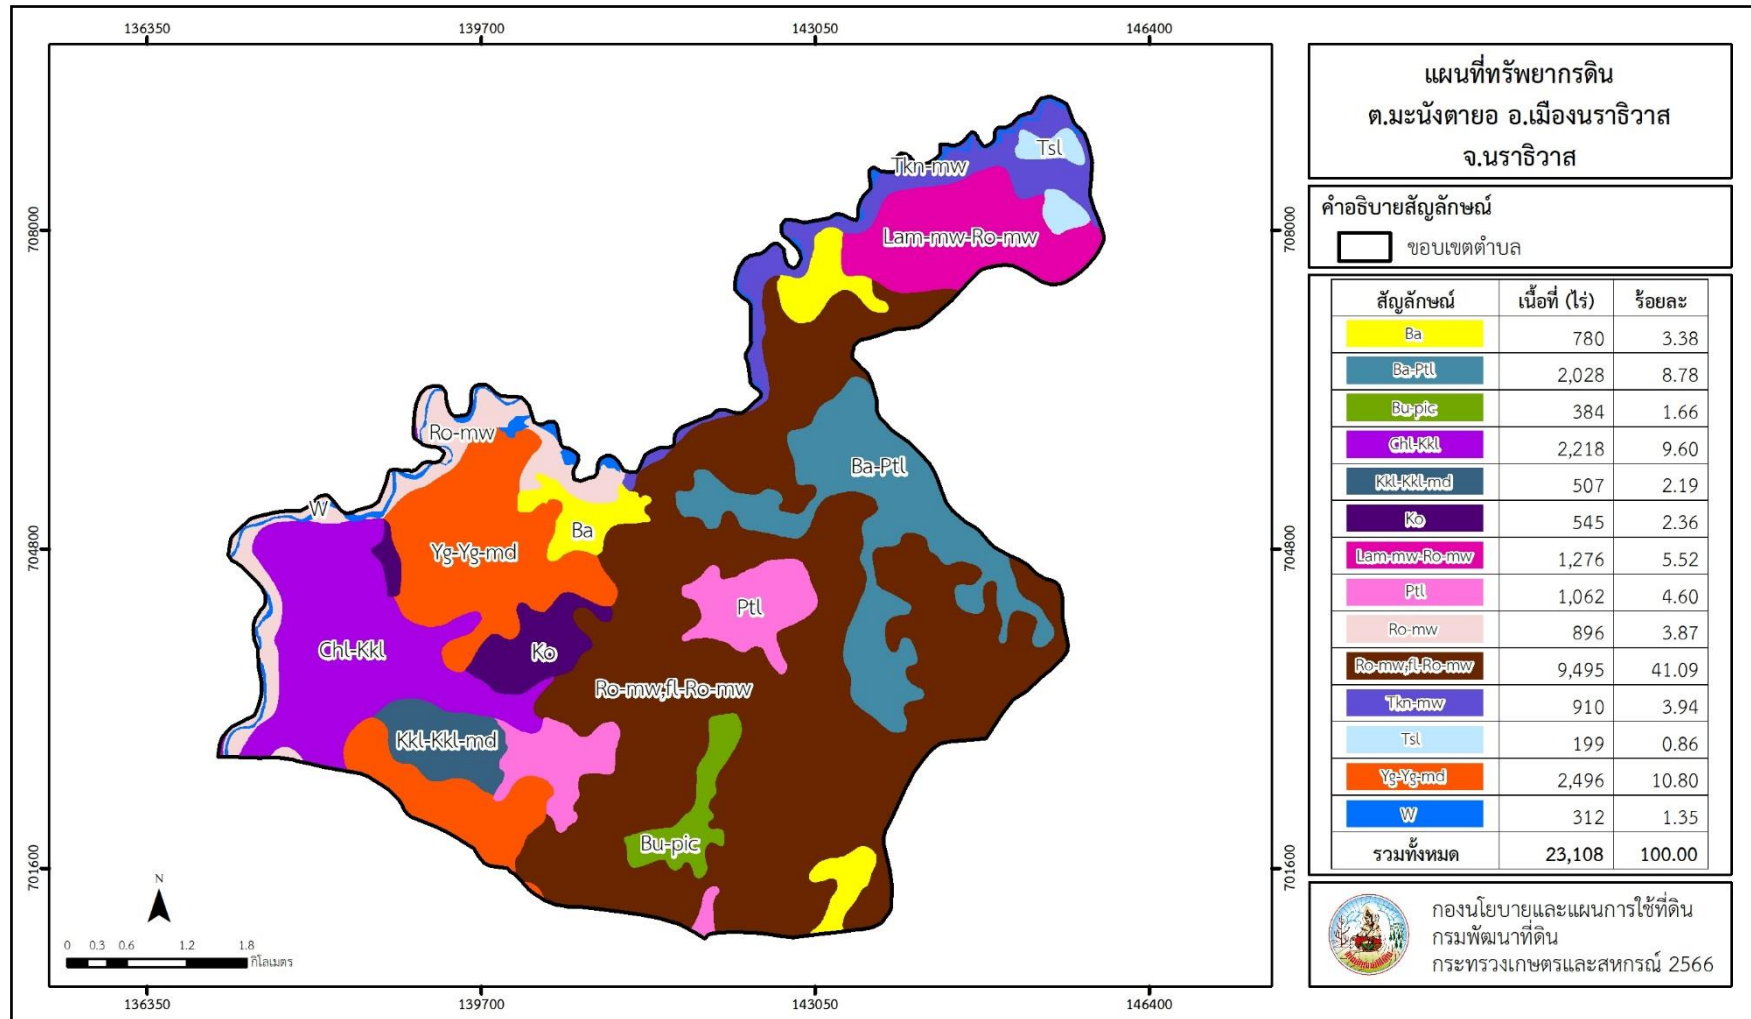 136350 139700 143050 146400
708000 708000
704800 704800
701600 701600
136350 139700 143050 146400
Tsl
Tkn-mw
Lam-mw-Ro-mw
Ro-mw
Ba-Ptl
W
Ba
Yg-Yg-md
Ptl
Chl-Kkl
Ko
Ro-mw,fl-Ro-mw
Kkl-Kkl-md
Bu-pic
N
0 0.3 0.6 1.2 1.8
กิโลเมตร
แผนที่ทรัพยากรดิน
ต.มะนังตายอ อ.เมืองนราธิวาส
จ.นราธิวาส
คำอธิบายสัญลักษณ์
ขอบเขตตำบล
สัญลักษณ์ เนื้อที่ (ไร่) ร้อยละ
Ba 780 3.38
Ba-Ptl 2,028 8.78
Bu-pic 384 1.66
Chl-Kkl 2,218 9.60
Kkl-Kkl-md 507 2.19
Ko 545 2.36
Lam-mw-Ro-mw 1,276 5.52
Ptl 1,062 4.60
Ro-mw 896 3.87
Ro-mw,fl-Ro-mw 9,495 41.09
Tkn-mw 910 3.94
Tsl 199 0.86
Yg-Yg-md 2,496 10.80
W 312 1.35
รวมทั้งหมด 23,108 100.00
กองนโยบายและแผนการใช้ที่ดิน
กรมพัฒนาที่ดิน
กระทรวงเกษตรและสหกรณ์ 2566